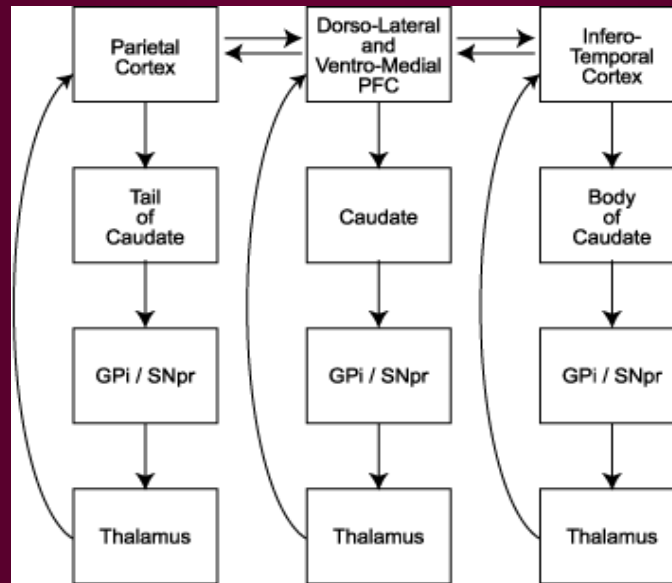 Parietal
Cortex
Dorso-Lateral
and
Ventro-Medial
PFC
Infero-
Temporal
Cortex
Tail
of
Caudate
Caudate
Body
of
Caudate
GPi / SNpr
GPi / SNpr
GPi / SNpr
Thalamus
Thalamus
Thalamus